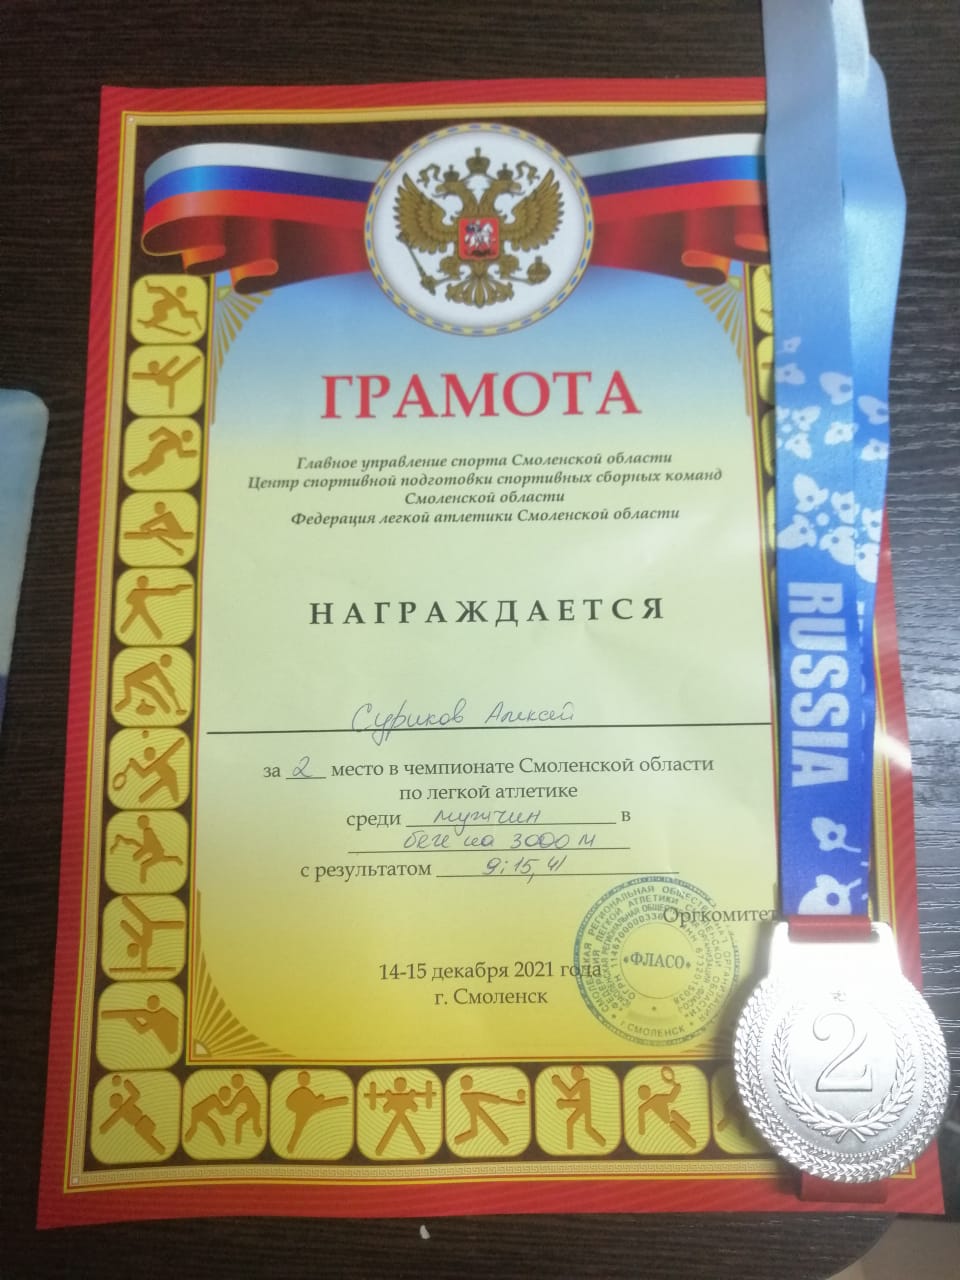 ГРАМОТА
Главное управление спорта Смоленской области
Центр спортивной подготовки спортивных сборных команд
Смоленской области
Федерация легкой атлетики Смоленской области
НАГРАЖДАЕТСЯ
Суриков Алексей
за 2 место в чемпионате Смоленской области
по легкой атлетике
среди мужчин в
беге на 3000 м
с результатом 9:15,41
Оргкомитет
14-15 декабря 2021 года
г. Смоленск
ФЛАСО
Г.СМОЛЕНСК
RUSSIA
2